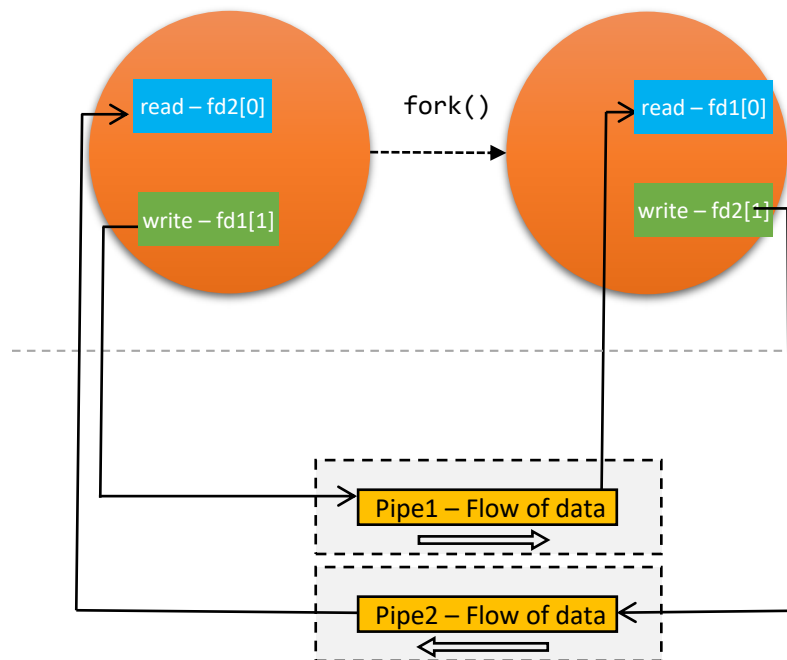 read – fd2[0]
fork()
read – fd1[0]
write – fd1[1]
write – fd2[1]
Pipe1 – Flow of data
Pipe2 – Flow of data